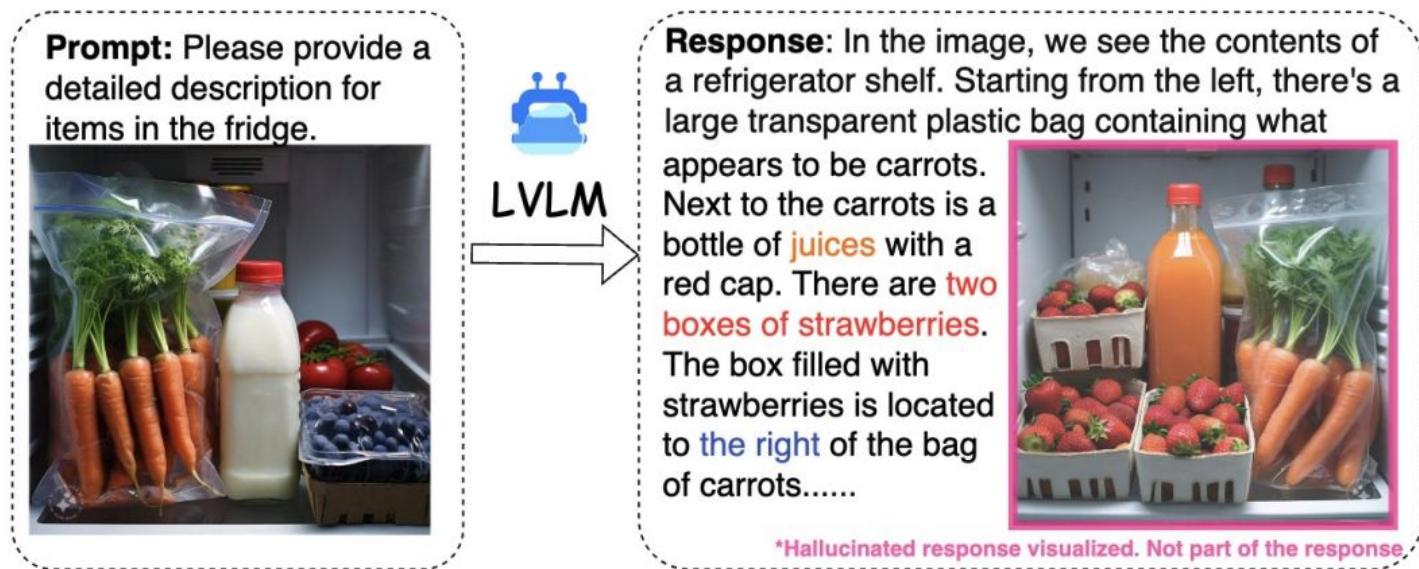 Prompt: Please provide a
detailed description for
items in the fridge.
LVLM
Response: In the image, we see the contents of
a refrigerator shelf. Starting from the left, there's a
large transparent plastic bag containing what
appears to be carrots.
Next to the carrots is a
bottle of juices with a
red cap. There are two
boxes of strawberries.
The box filled with
strawberries is located
to the right of the bag
of carrots......
*Hallucinated response visualized. Not part of the response